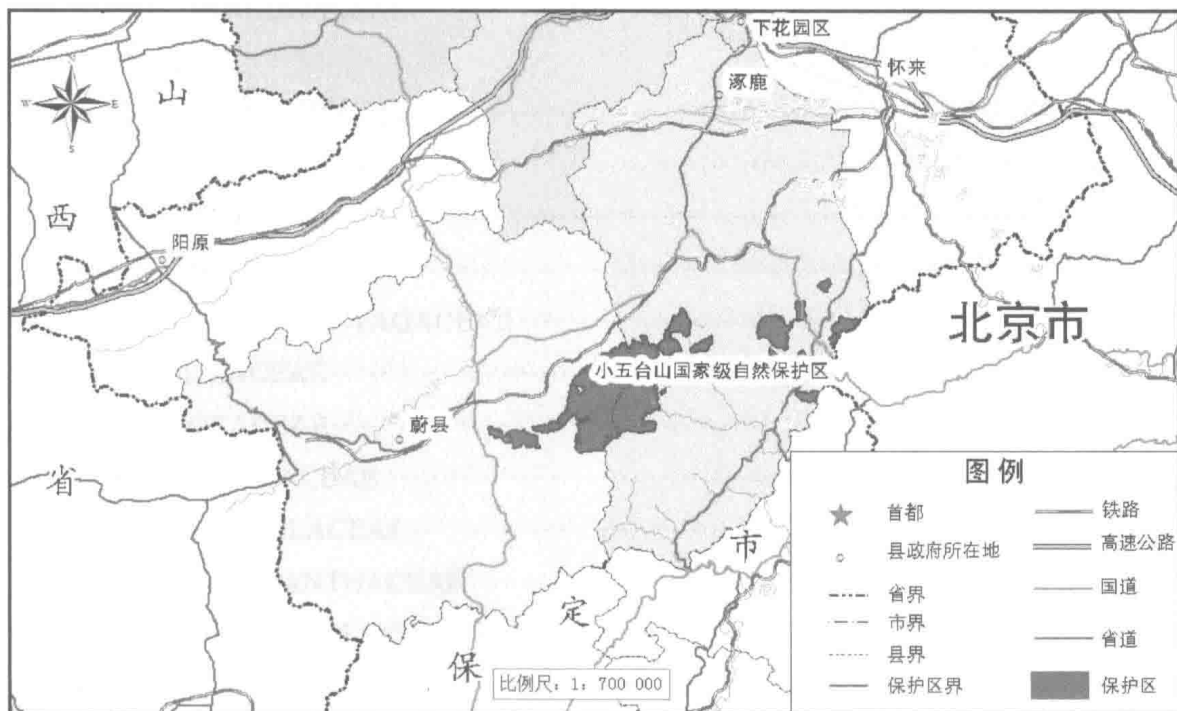 下花园区
怀来
涿鹿
N
W
E
S
山
西
省
阳原
北京市
小五台山国家级自然保护区
蔚县
保
定
市
比例尺：1：700 000
图例
首都
铁路
县政府所在地
高速公路
省界
国道
市界
县界
省道
保护区界
保护区